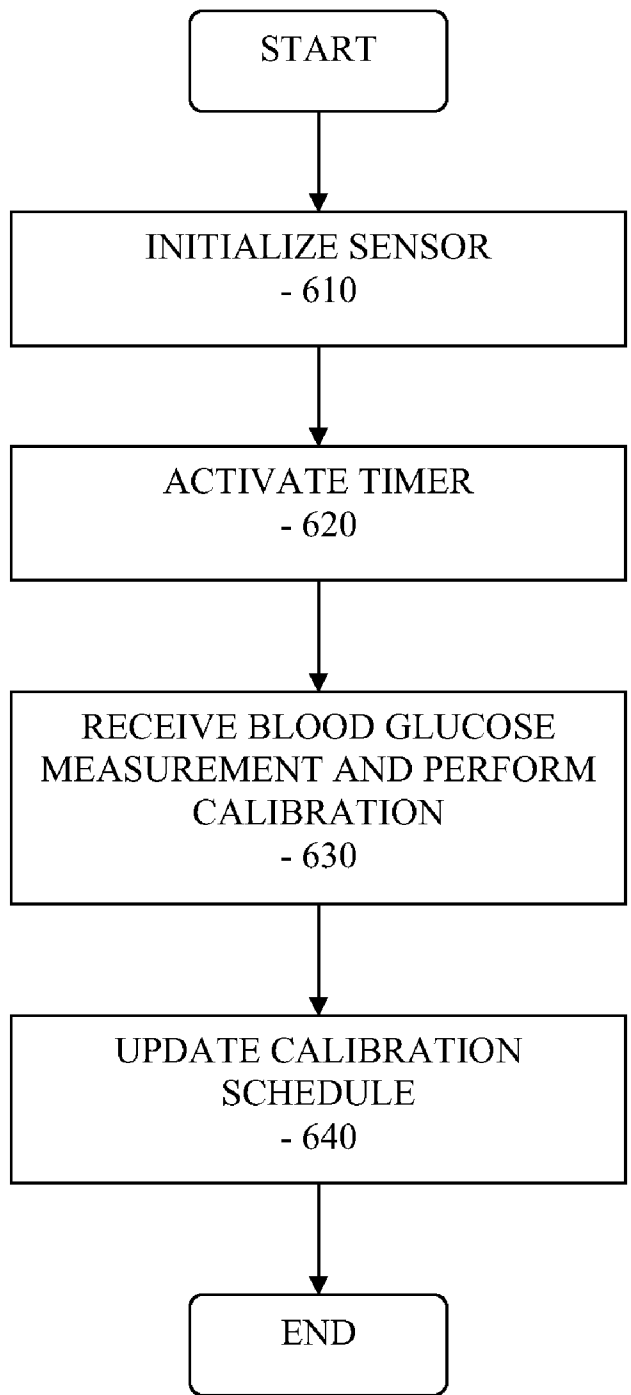 START
INITIALIZE SENSOR
- 610
ACTIVATE TIMER
- 620
RECEIVE BLOOD GLUCOSE
MEASUREMENT AND PERFORM
CALIBRATION
- 630
UPDATE CALIBRATION
SCHEDULE
- 640
END